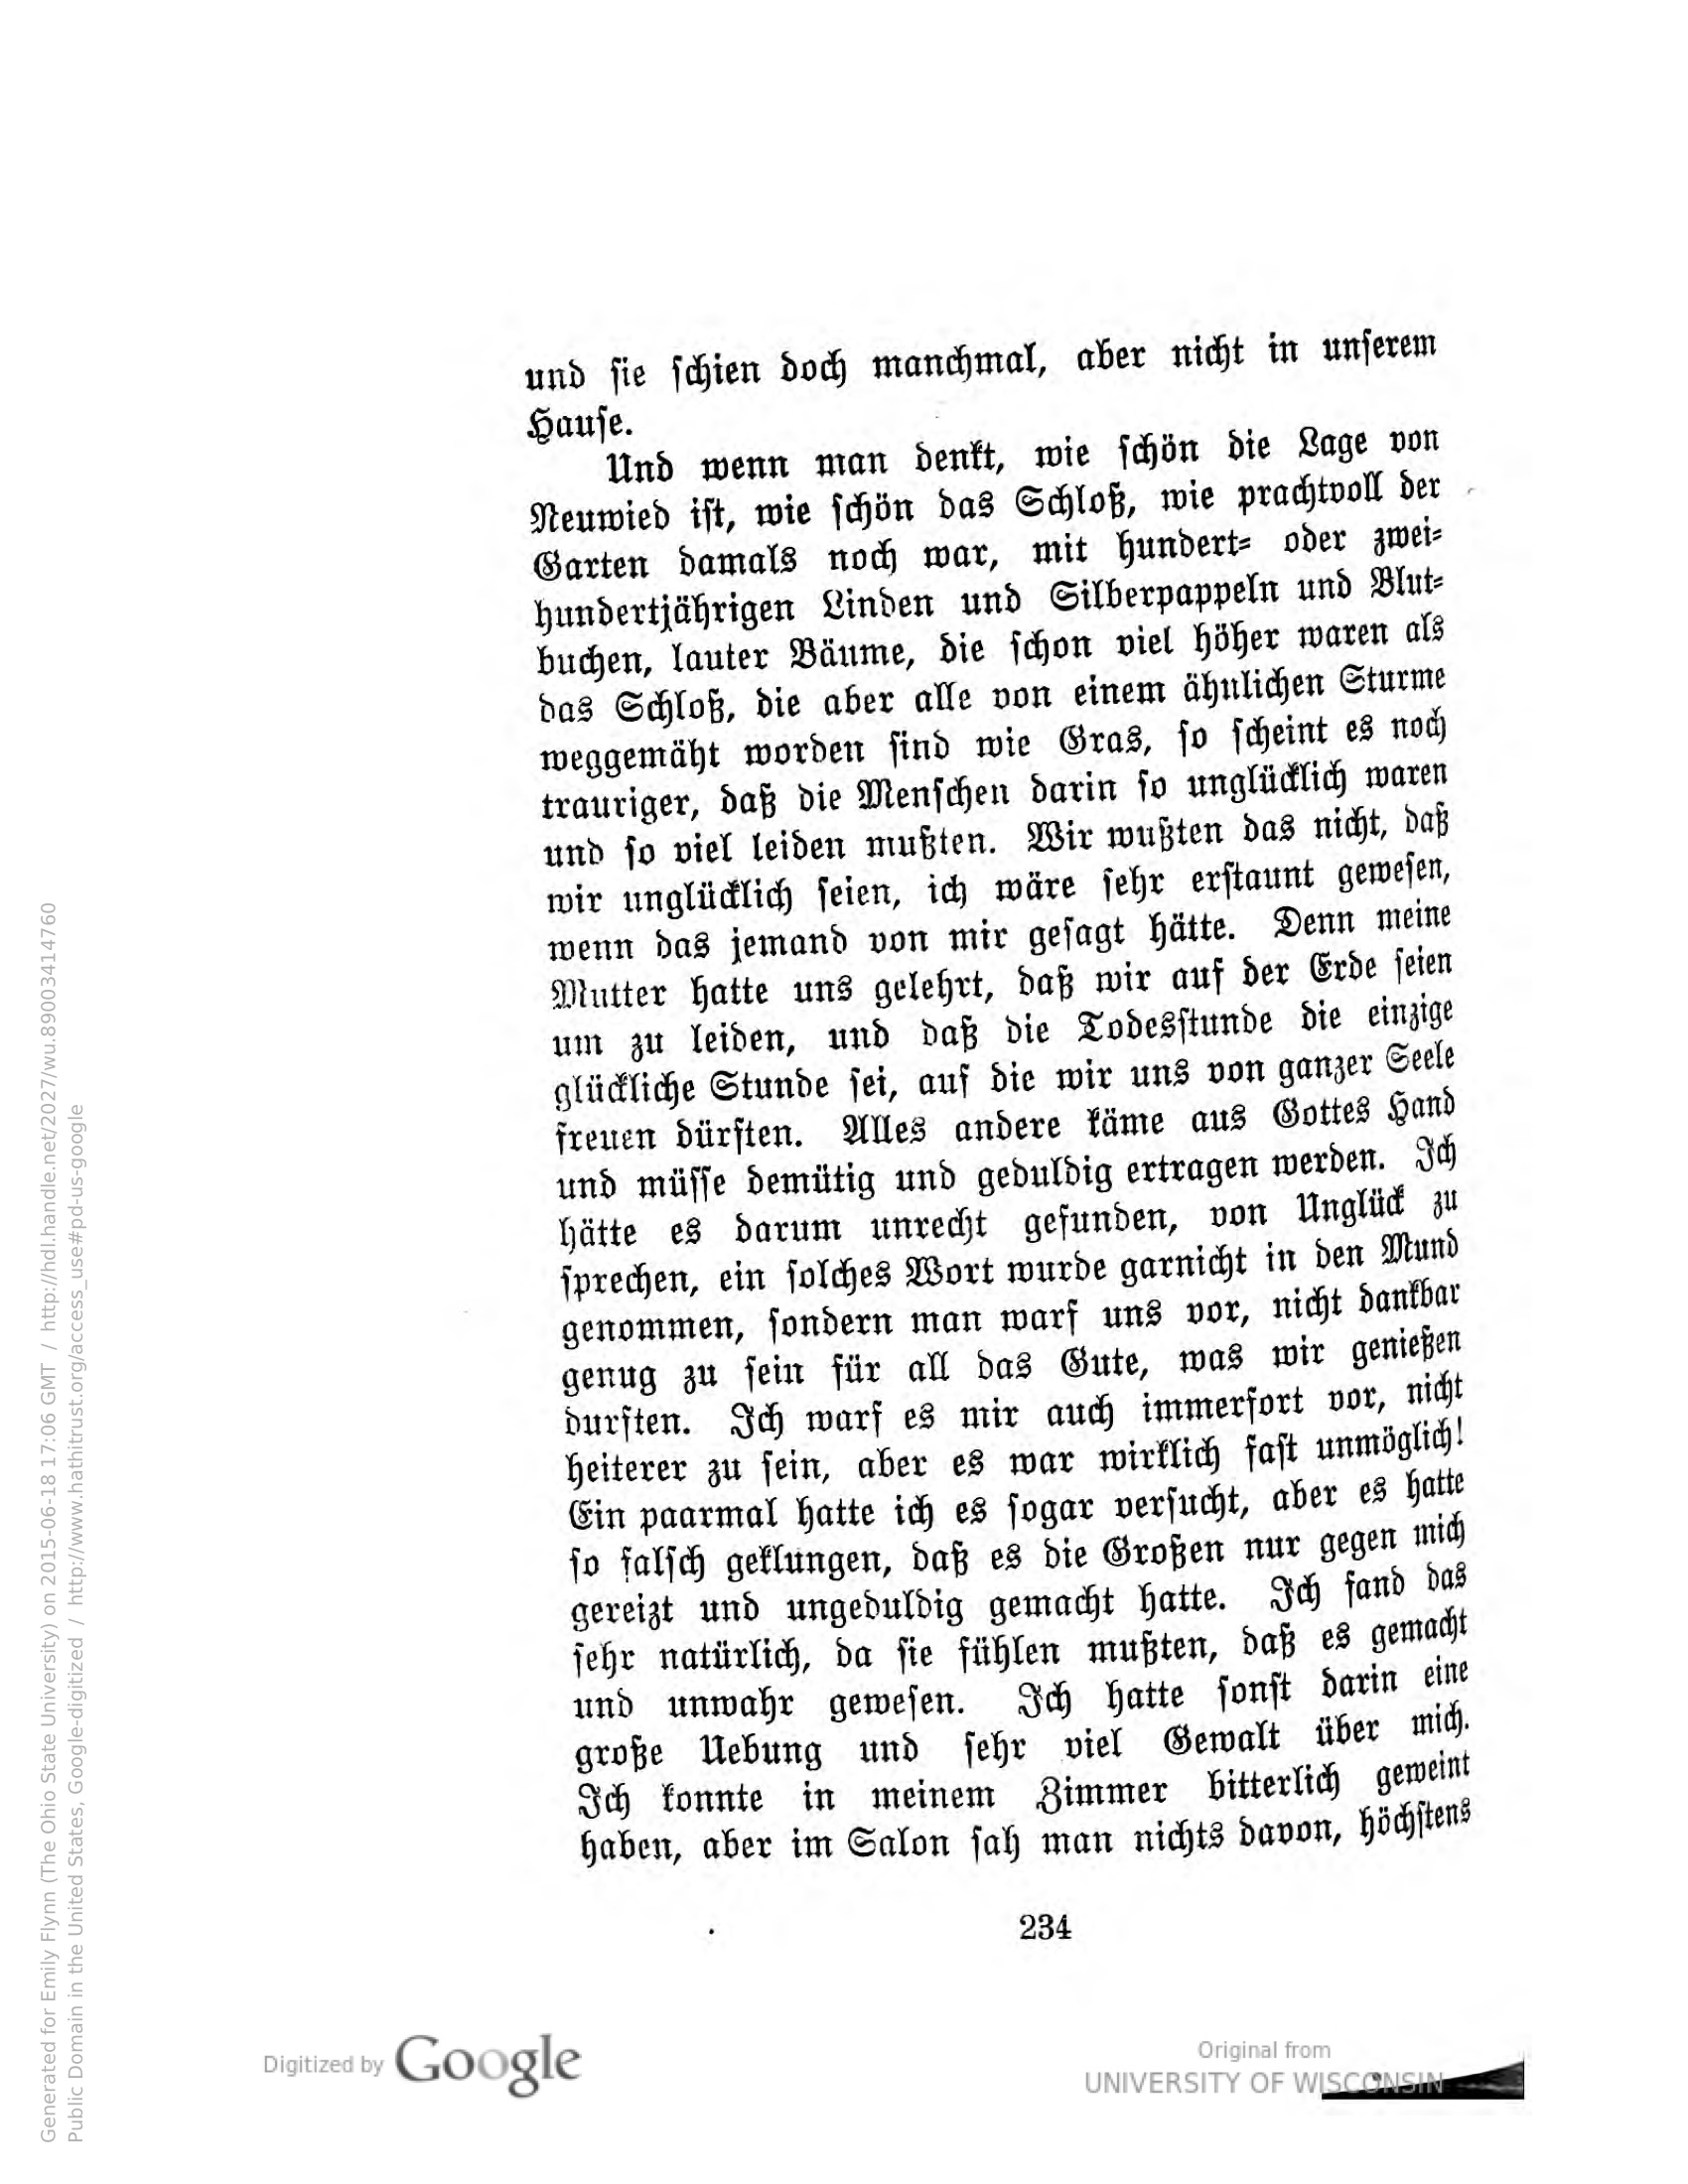 und sie schien doch manchmal, aber nicht in unserem
Hause.
Und wenn man denkt, wie schön die Lage von
Neuwied ist, wie schön das Schloß, wie prachtvoll der
Garten damals noch war, mit hundert= oder zwei=
hundertjährigen Linden und Silberpappeln und Blut=
buchen, lauter Bäume, die schon viel höher waren als
das Schloß, die aber alle von einem ähnlichen Sturme
weggemäht worden sind wie Gras, so scheint es noch
trauriger, daß die Menschen darin so unglücklich waren
und so viel leiden mußten. Wir wußten das nicht, daß
wir unglücklich seien, ich wäre sehr erstaunt gewesen,
wenn das jemand von mir gesagt hätte. Denn meine
Mutter hatte uns gelehrt, daß wir auf der Erde seien
um zu leiden, und daß die Todesstunde die einzige
glückliche Stunde sei, auf die wir uns von ganzer Seele
freuen dürften. Alles andere käme aus Gottes Hand
und müsse demütig und geduldig ertragen werden. Ich
hätte es darum unrecht gefunden, von Unglück zu
sprechen, ein solches Wort wurde garnicht in den Mund
genommen, sondern man warf uns vor, nicht dankbar
genug zu sein für all das Gute, was wir genießen
durften. Ich warf es mir auch immerfort vor, nicht
heiterer zu sein, aber es war wirklich fast unmöglich!
Ein paarmal hatte ich es sogar versucht, aber es hatte
so falsch geklungen, daß es die Großen nur gegen mich
gereizt und ungeduldig gemacht hatte. Ich fand das
sehr natürlich, da sie fühlen mußten, daß es gemacht
und unwahr gewesen. Ich hatte sonst darin eine
große Uebung und sehr viel Gewalt über mich.
Ich konnte in meinem Zimmer bitterlich geweint
haben, aber im Salon sah man nichts davon, höchstens
234
Digitized by Google
Original from
UNIVERSITY OF WISCONSIN
Generated for Emily Flynn (The Ohio State University) on 2015-06-18 17:06 GMT / http://hdl.handle.net/2027/wu.89003414760
Public Domain in the United States, Google-digitized / http://www.hathitrust.org/access_use#pd-us-google